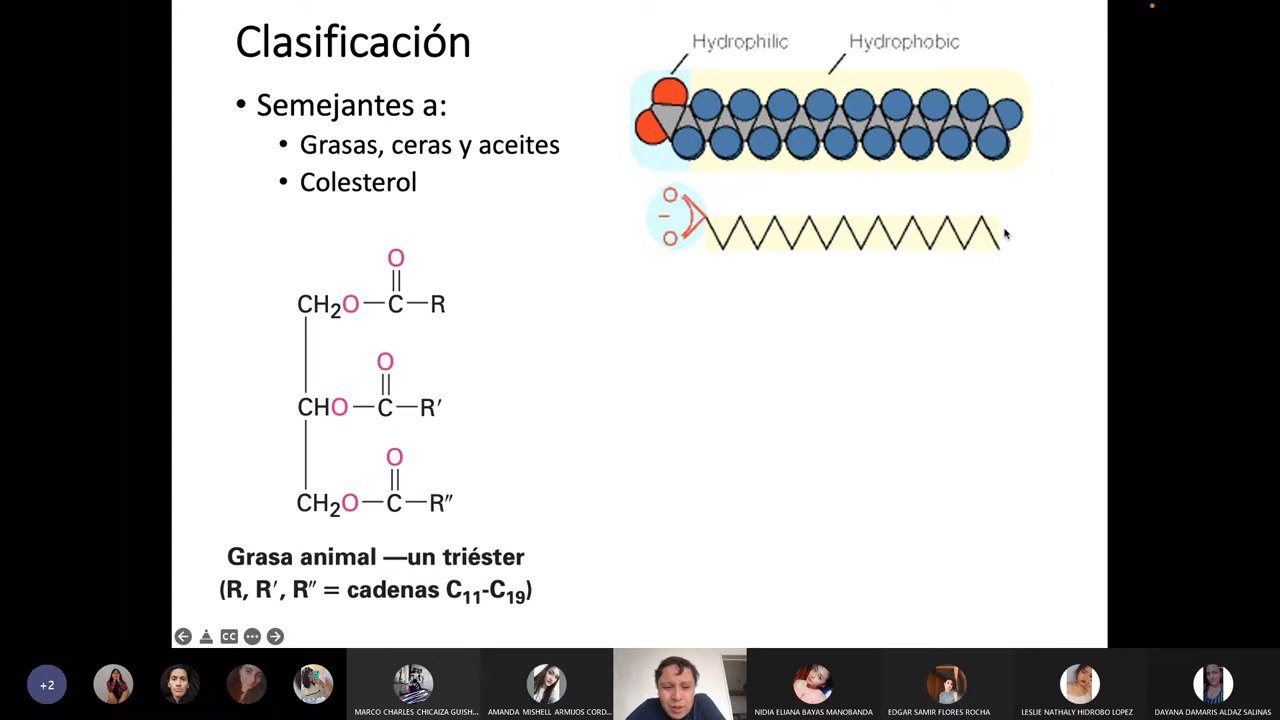 Clasificación
• Semejantes a:
• Grasas, ceras y aceites
• Colesterol
Hydrophilic
Hydrophobic
O
–
O
O
CH₂O—C—R
O
CHO—C—R′
O
CH₂O—C—R″
Grasa animal —un triéster
(R, R′, R″ = cadenas C₁₁-C₁₉)
CC
+2
MARCO CHARLES CHICAIZA GUISH...
AMANDA MISHELL ARMIJOS CORD...
NIDIA ELIANA BAYAS MANOBANDA
EDGAR SAMIR FLORES ROCHA
LESLIE NATHALY HIDROBO LOPEZ
DAYANA DAMARIS ALDAZ SALINAS